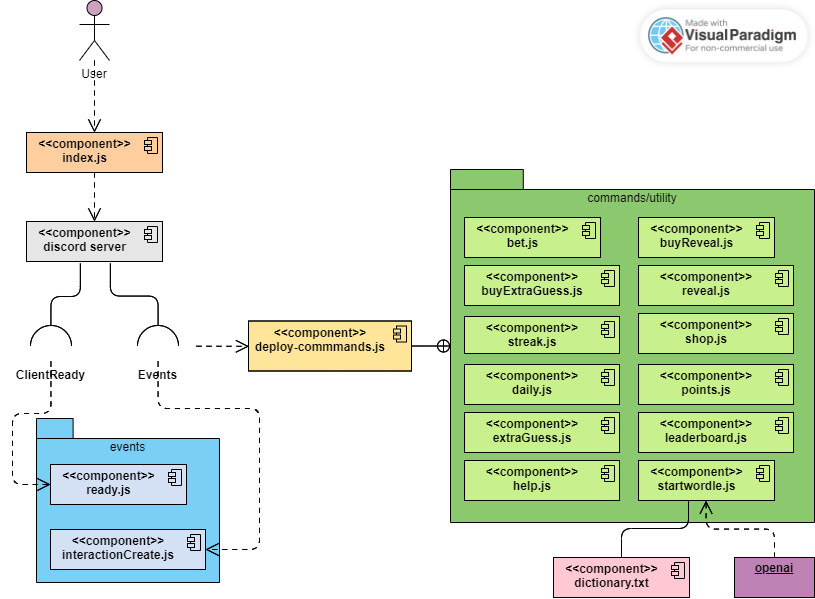 Made with
Visual Paradigm
For non-commercial use
User
<<component>>
index.js
<<component>>
discord server
ClientReady
Events
events
<<component>>
ready.js
<<component>>
interactionCreate.js
<<component>>
deploy-commmands.js
commands/utility
<<component>>
bet.js
<<component>>
buyReveal.js
<<component>>
buyExtraGuess.js
<<component>>
reveal.js
<<component>>
streak.js
<<component>>
shop.js
<<component>>
daily.js
<<component>>
points.js
<<component>>
extraGuess.js
<<component>>
leaderboard.js
<<component>>
help.js
<<component>>
startwordle.js
<<component>>
dictionary.txt
openai